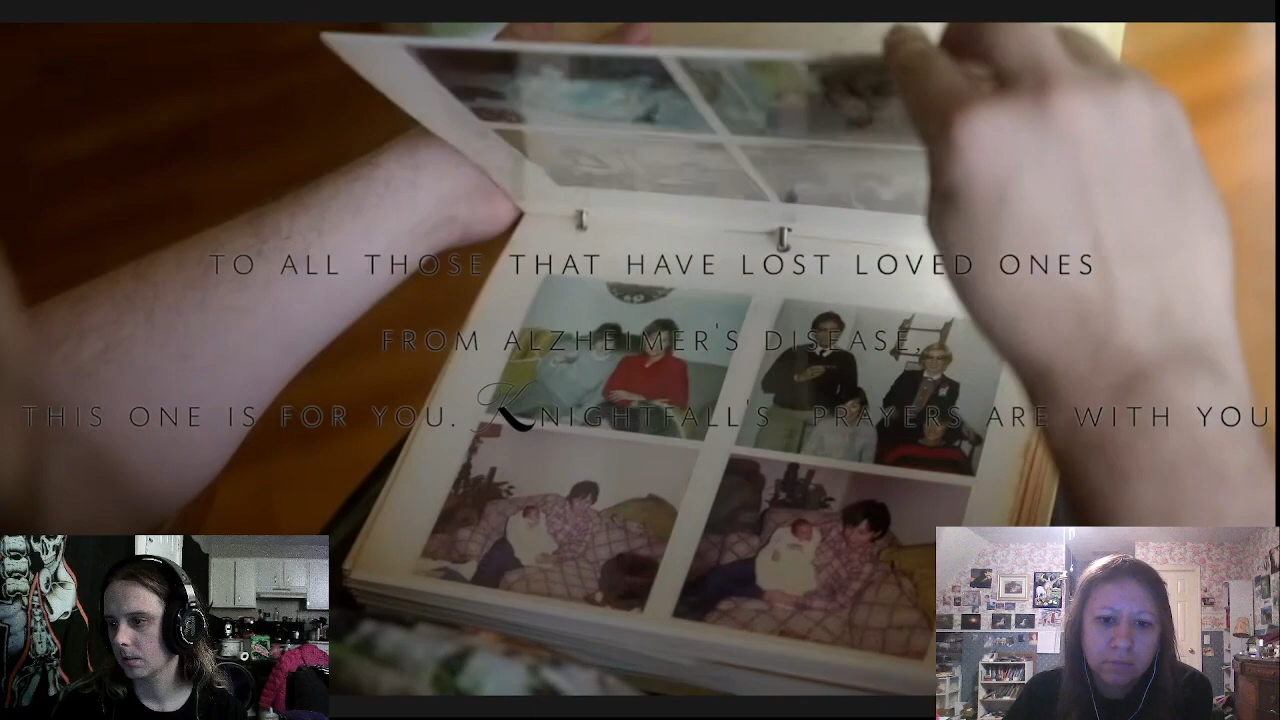 TO ALL THOSE THAT HAVE LOST LOVED ONES
FROM ALZHEIMER'S DISEASE,
THIS ONE IS FOR YOU. KNIGHTFALL'S PRAYERS ARE WITH YOU